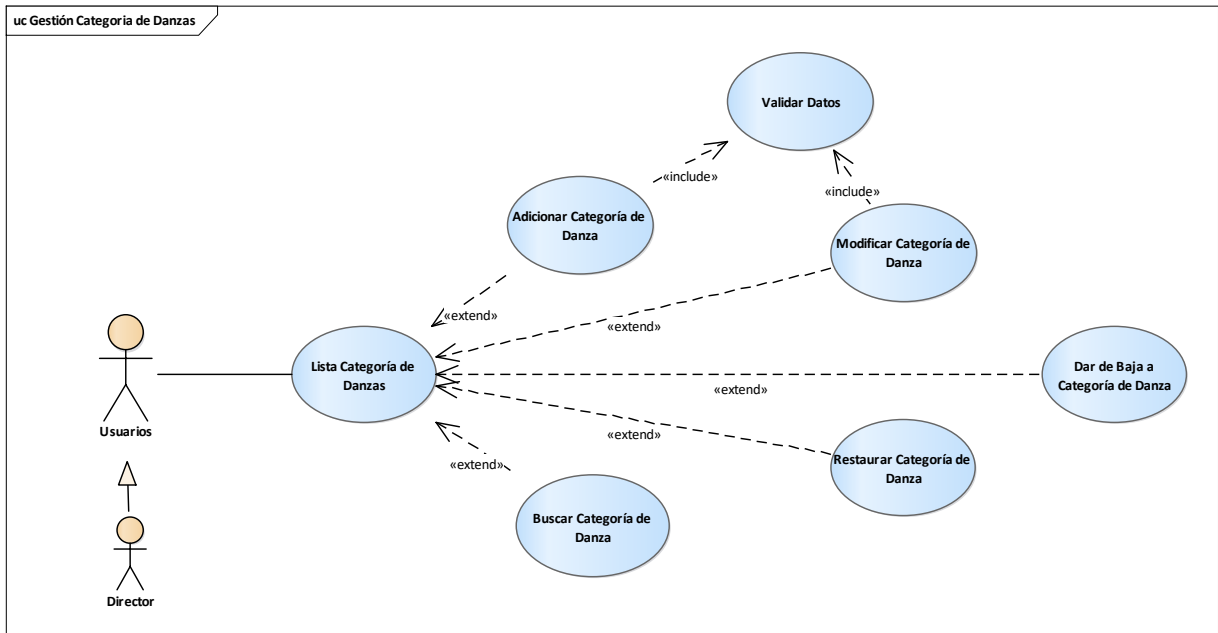 uc Gestión Categoria de Danzas
Validar Datos
«include»
«include»
Adicionar Categoría de
Danza
Modificar Categoría de
Danza
«extend»
«extend»
Lista Categoría de
Danzas
Dar de Baja a
Categoría de Danza
«extend»
Usuarios
«extend»
Restaurar Categoría de
Danza
«extend»
Buscar Categoría de
Danza
Director